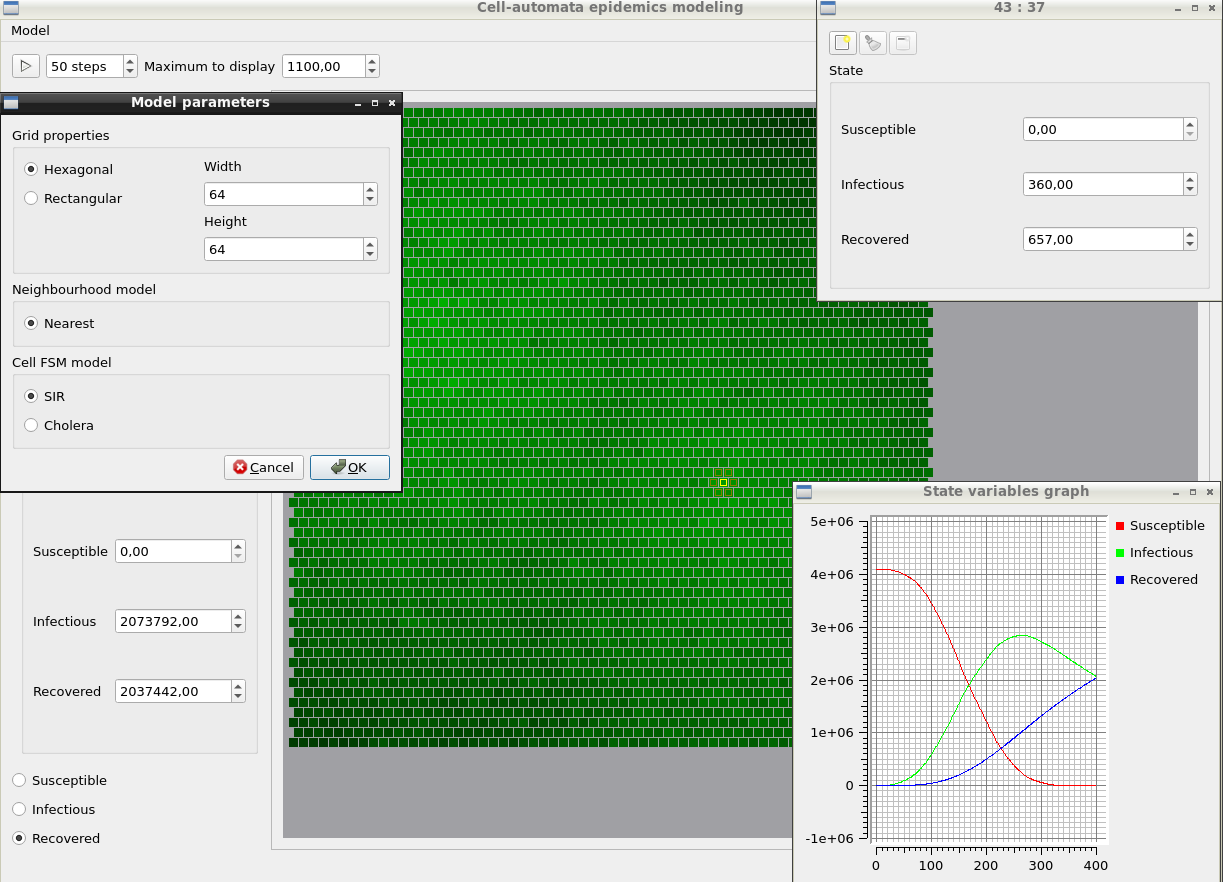 Cell-automata epidemics modeling
Model
50 steps
Maximum to display
1100,00
Model parameters
Grid properties
Hexagonal
Rectangular
Width
64
Height
64
Neighbourhood model
Nearest
Cell FSM model
SIR
Cholera
Cancel
OK
Susceptible
0,00
Infectious
2073792,00
Recovered
2037442,00
Susceptible
Infectious
Recovered
43 : 37
State
Susceptible
0,00
Infectious
360,00
Recovered
657,00
State variables graph
5e+06
4e+06
3e+06
2e+06
1e+06
0
-1e+06
0 100 200 300 400
Susceptible
Infectious
Recovered